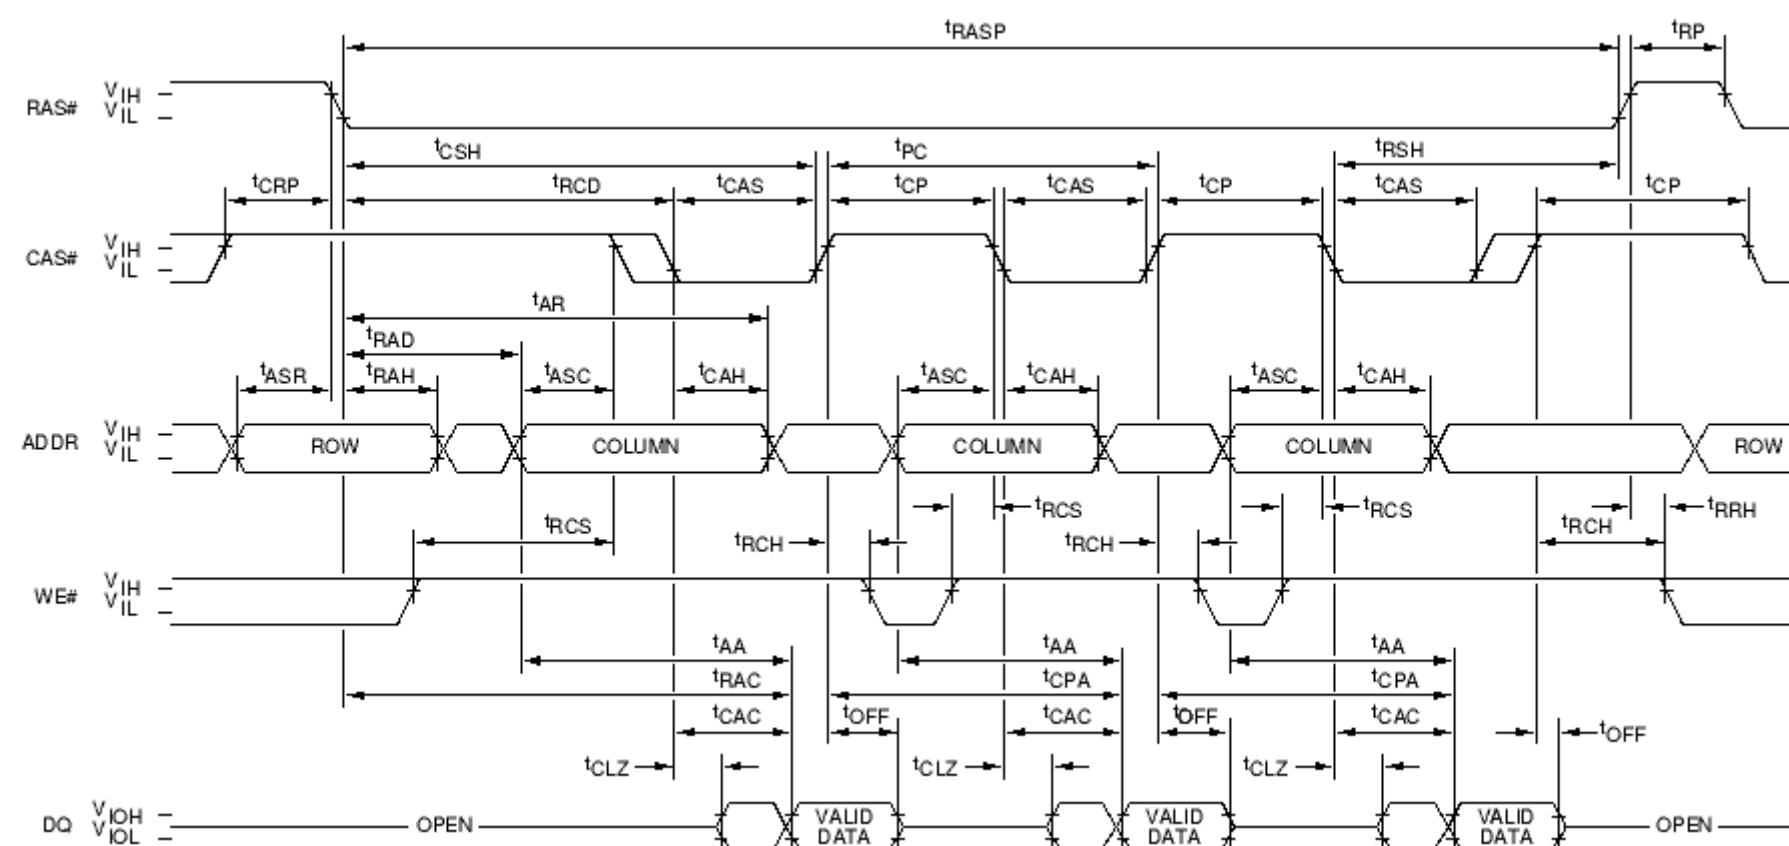 tRASP tRP
RAS# VIH VIL
tCSH tPC tRSH
tCRP tRCD tCAS tCP tCAS tCP tCAS tCP
CAS# VIH VIL
tAR
tRAD
tASR tRAH tASC tCAH tASC tCAH tASC tCAH
ADDR VIH VIL ROW COLUMN COLUMN COLUMN ROW
tRCS tRCS tRRH
tRCS tRCH tRCH tRCH
WE# VIH VIL
tAA tAA tAA
tRAC tCPA tCPA
tCAC tOFF tCAC tOFF tCAC tOFF
tCLZ tCLZ tCLZ
DQ VIOH VIOL OPEN VALID DATA VALID DATA VALID DATA OPEN